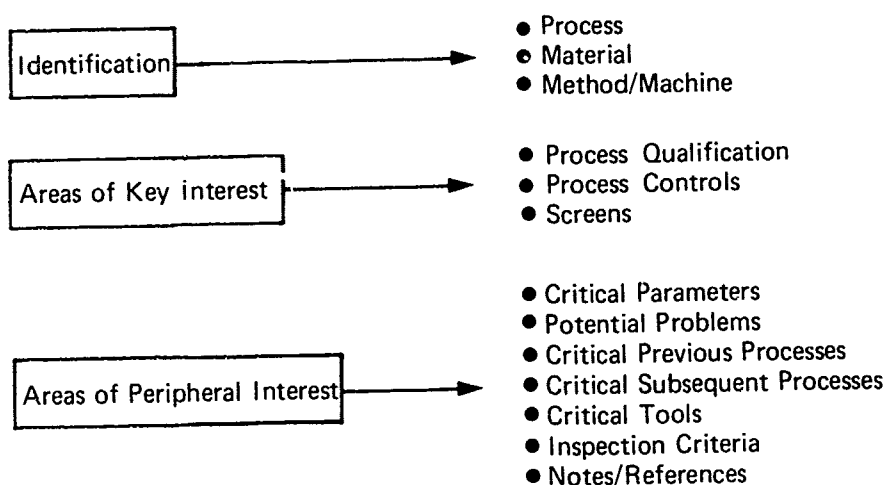 Identification
● Process
● Material
● Method/Machine
Areas of Key interest
● Process Qualification
● Process Controls
● Screens
Areas of Peripheral Interest
● Critical Parameters
● Potential Problems
● Critical Previous Processes
● Critical Subsequent Processes
● Critical Tools
● Inspection Criteria
● Notes/References